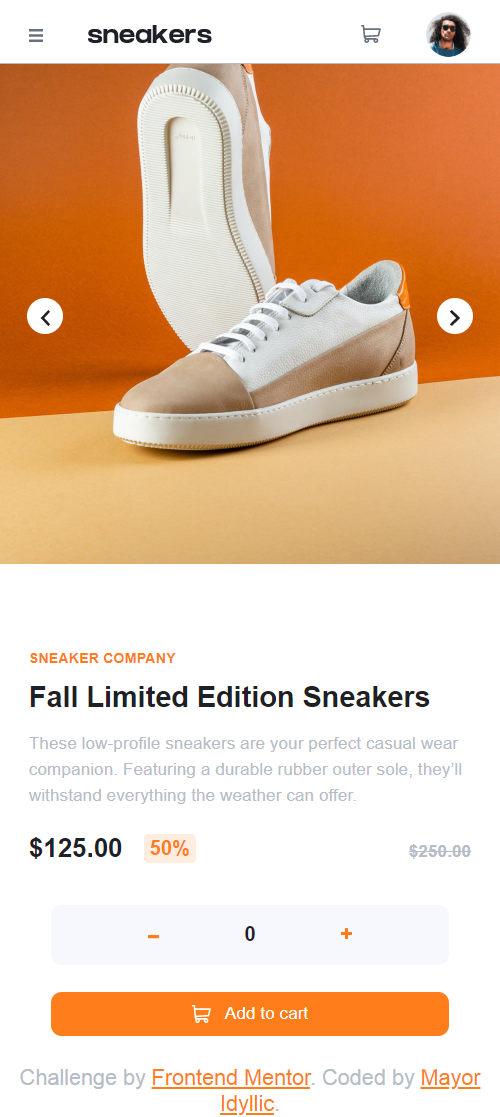 sneakers
SNEAKER COMPANY
Fall Limited Edition Sneakers
These low-profile sneakers are your perfect casual wear
companion. Featuring a durable rubber outer sole, they’ll
withstand everything the weather can offer.
$125.00 50% $250.00
– 0 +
Add to cart
Challenge by Frontend Mentor. Coded by Mayor
Idyllic.